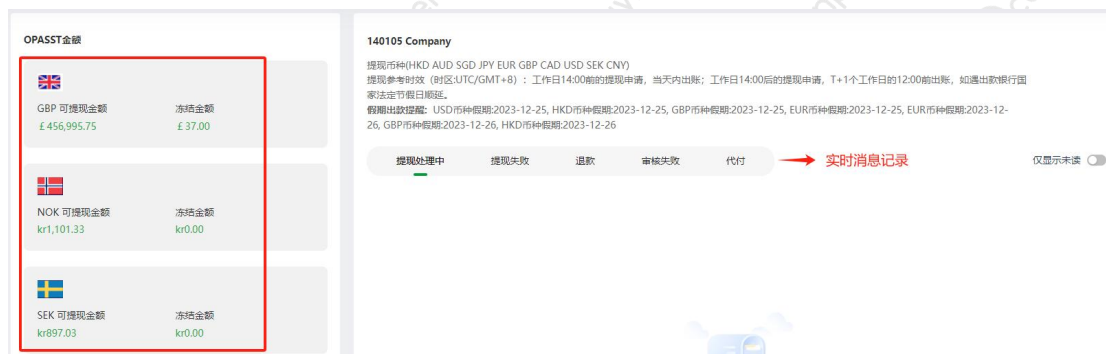 OPASST金额
GBP 可提现金额 冻结金额
£456,995.75 £37.00
NOK 可提现金额 冻结金额
kr1,101.33 kr0.00
SEK 可提现金额 冻结金额
kr897.03 kr0.00
140105 Company
提现币种(HKD AUD SGD JPY EUR GBP CAD USD SEK CNY)
提现参考时效（时区:UTC/GMT+8）：工作日14:00前的提现申请，当天内出账；工作日14:00后的提现申请，T+1个工作日的12:00前出账，如遇出款银行国
家法定节假日顺延。
假期出款提醒：USD币种假期:2023-12-25, HKD币种假期:2023-12-25, GBP币种假期:2023-12-25, EUR币种假期:2023-12-25, EUR币种假期:2023-12-
26, GBP币种假期:2023-12-26, HKD币种假期:2023-12-26
提现处理中 提现失败 退款 审核失败 代付 实时消息记录 仅显示未读